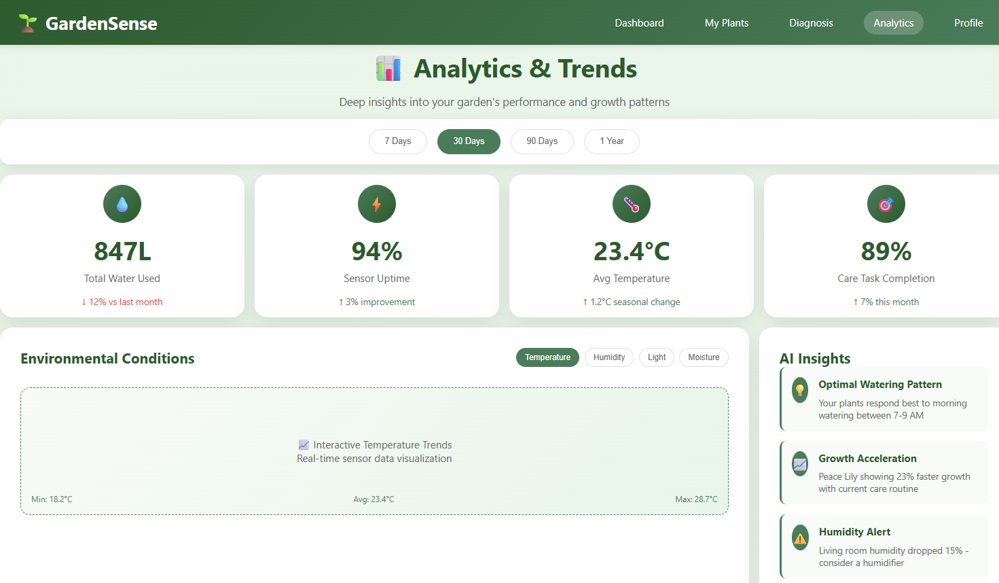 GardenSense
Dashboard
My Plants
Diagnosis
Analytics
Profile
Analytics & Trends
Deep insights into your garden's performance and growth patterns
7 Days
30 Days
90 Days
1 Year
847L
Total Water Used
↓ 12% vs last month
94%
Sensor Uptime
↑ 3% improvement
23.4°C
Avg Temperature
↑ 1.2°C seasonal change
89%
Care Task Completion
↑ 7% this month
Environmental Conditions
Temperature
Humidity
Light
Moisture
Interactive Temperature Trends
Real-time sensor data visualization
Min: 18.2°C
Avg: 23.4°C
Max: 28.7°C
AI Insights
Optimal Watering Pattern
Your plants respond best to morning
watering between 7-9 AM
Growth Acceleration
Peace Lily showing 23% faster growth
with current care routine
Humidity Alert
Living room humidity dropped 15% -
consider a humidifier